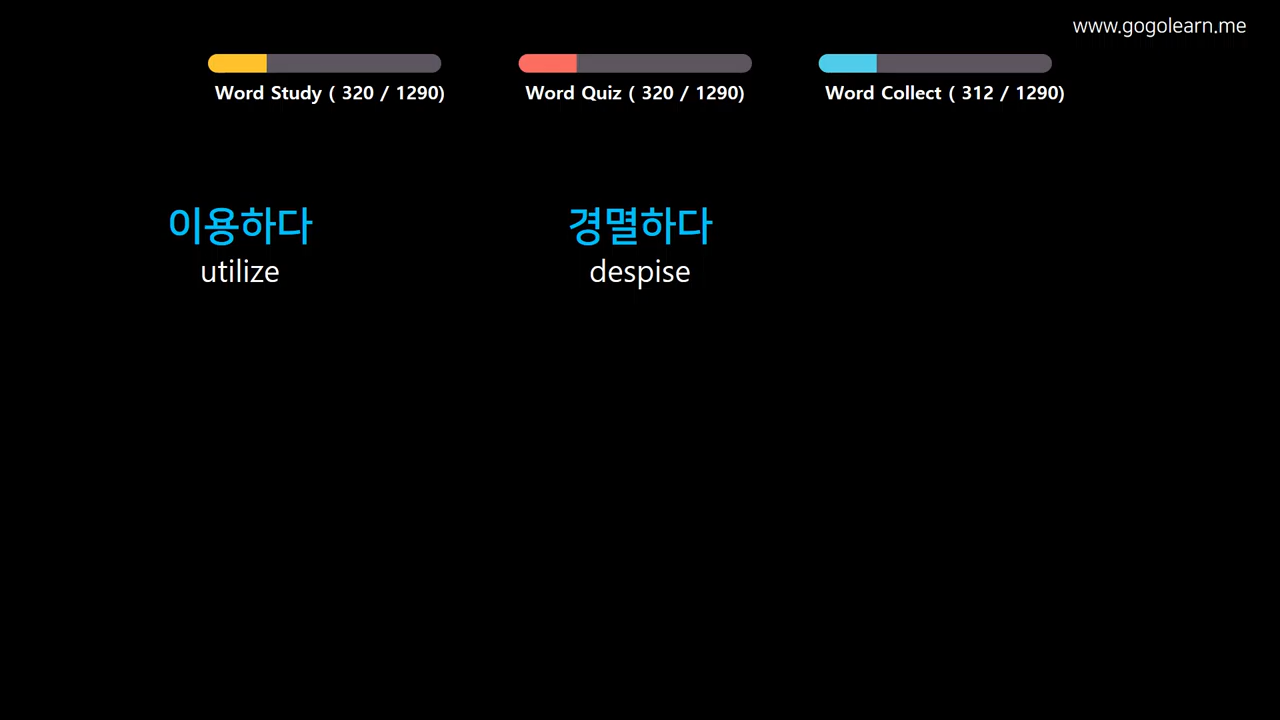 www.gogolearn.me
Word Study ( 320 / 1290)
Word Quiz ( 320 / 1290)
Word Collect ( 312 / 1290)
이용하다
utilize
경멸하다
despise